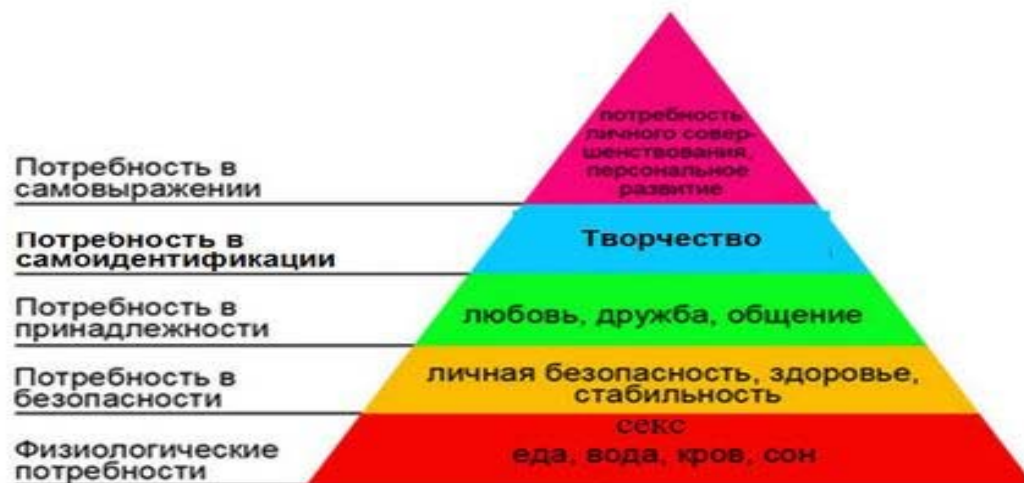 потребность
личного совер-
шенствования,
персональное
развитие
Потребность в
самовыражении
Потребность в
самоидентификации
Творчество
Потребность в
принадлежности
любовь, дружба, общение
Потребность в
безопасности
личная безопасность, здоровье,
стабильность
Физиологические
потребности
секс
еда, вода, кров, сон